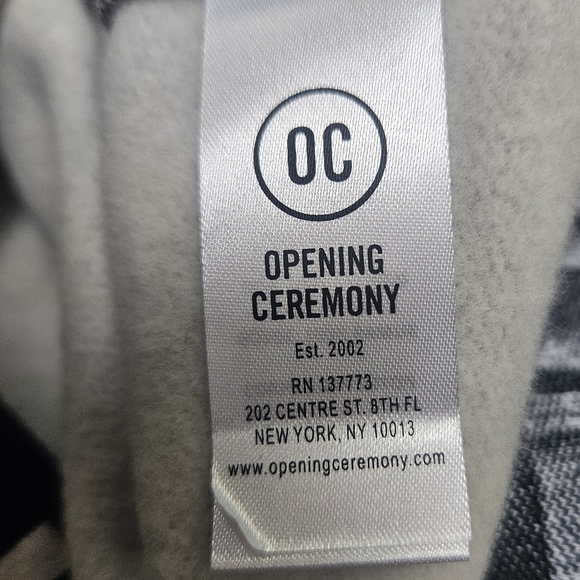 OC
OPENING
CEREMONY
Est. 2002
RN 137773
202 CENTRE ST. 8TH FL
NEW YORK, NY 10013
www.openingceremony.com